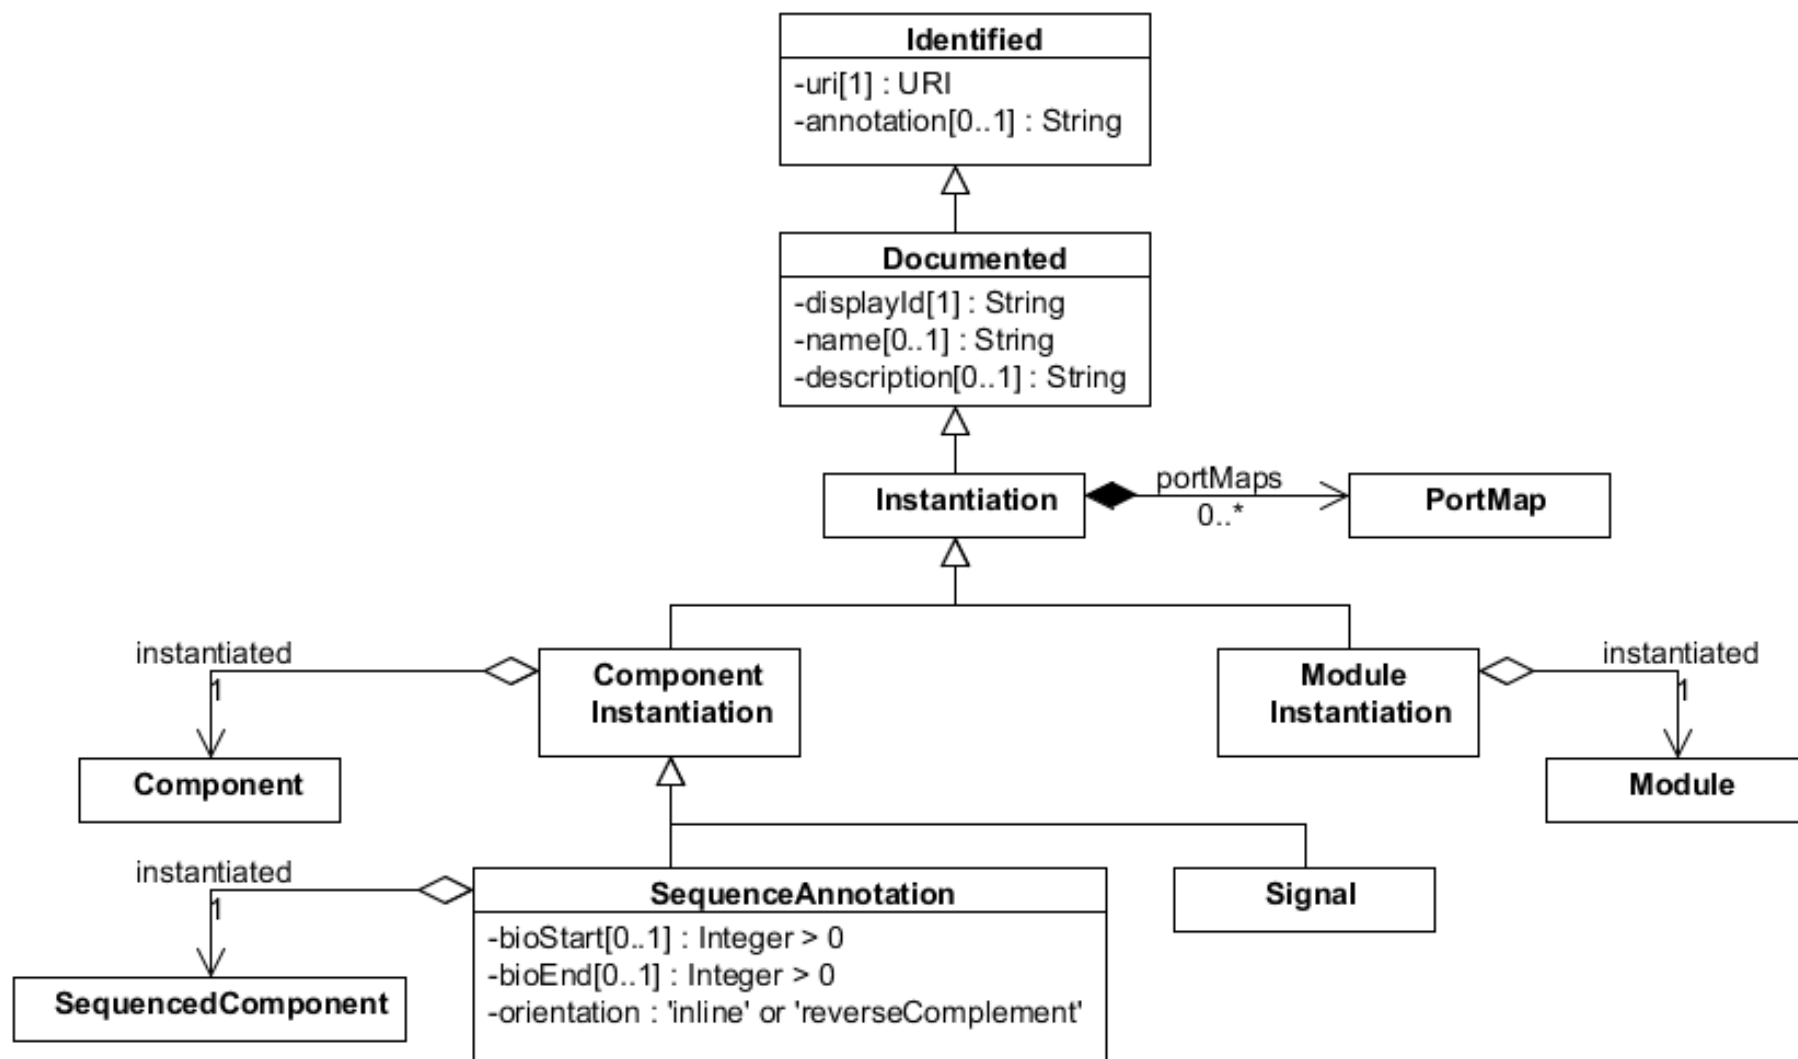 Identified
-uri[1] : URI
-annotation[0..1] : String
Documented
-displayId[1] : String
-name[0..1] : String
-description[0..1] : String
Instantiation
portMaps
0..*
PortMap
instantiated
1
Component
Instantiation
Module
Instantiation
instantiated
1
Component
Module
instantiated
1
SequenceAnnotation
-bioStart[0..1] : Integer > 0
-bioEnd[0..1] : Integer > 0
-orientation : 'inline' or 'reverseComplement'
Signal
SequencedComponent